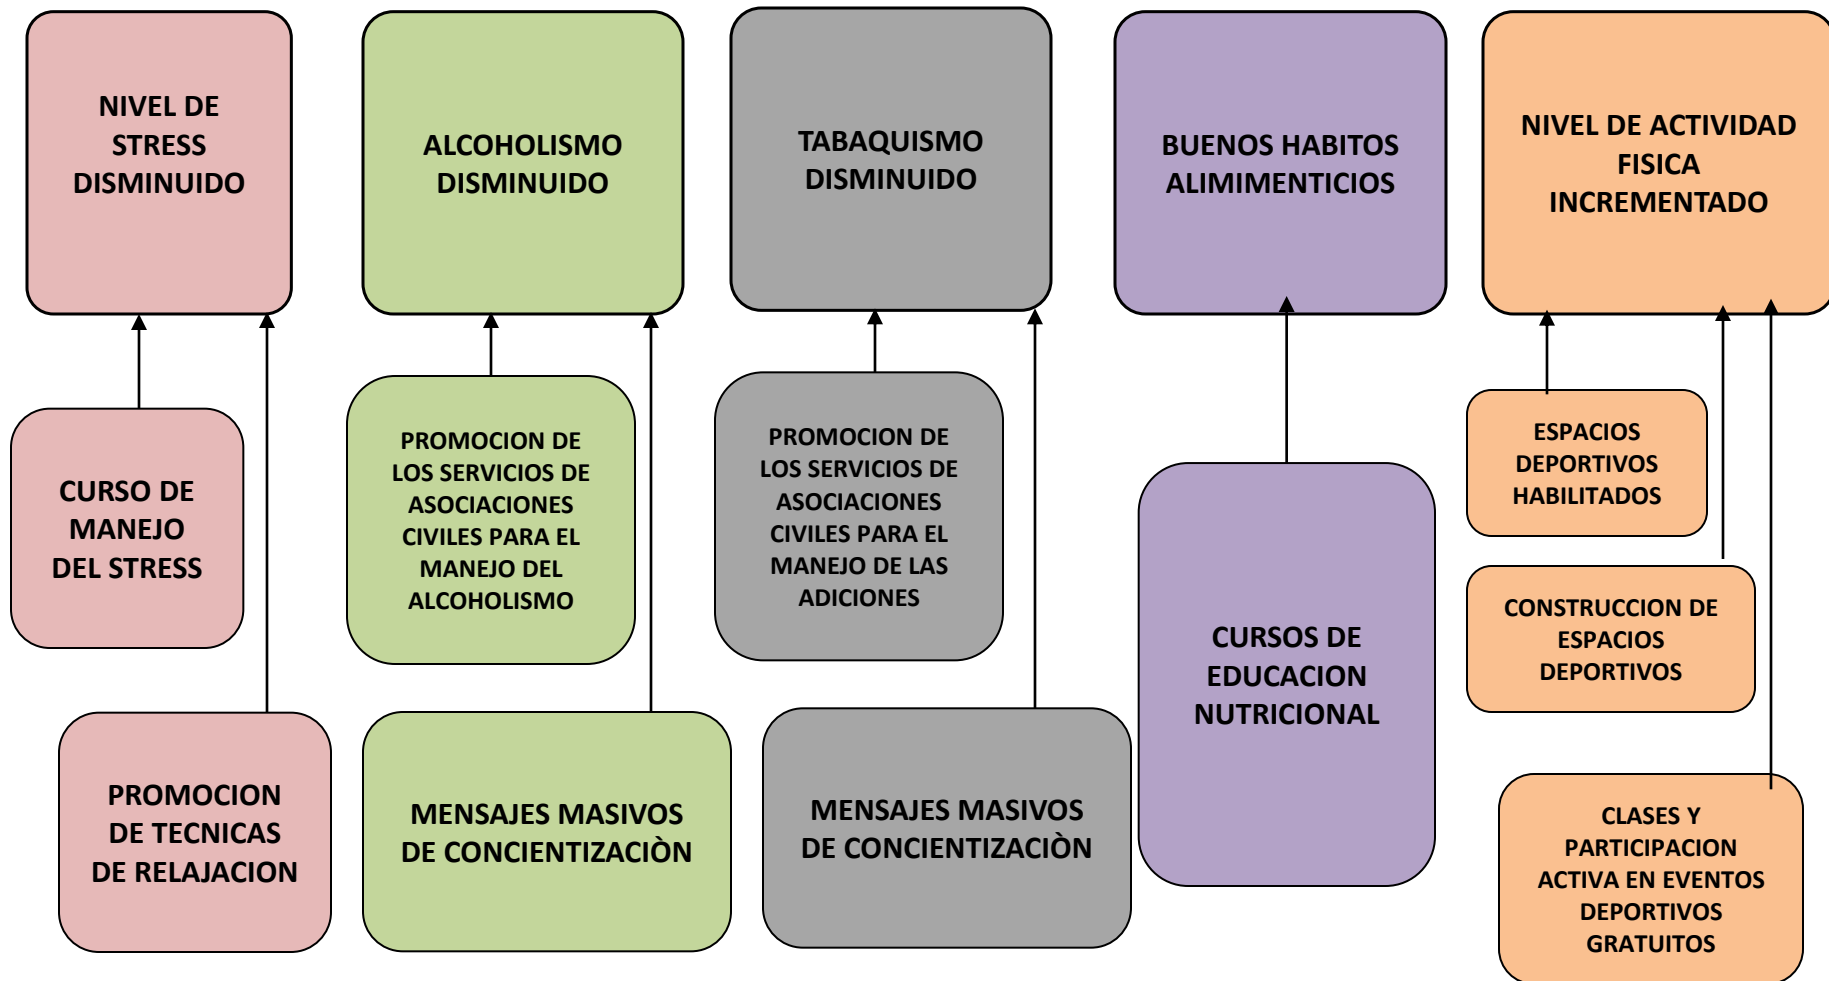 NIVEL DE
STRESS
DISMINUIDO
ALCOHOLISMO
DISMINUIDO
TABAQUISMO
DISMINUIDO
BUENOS HABITOS
ALIMIMENTICIOS
NIVEL DE ACTIVIDAD
FISICA
INCREMENTADO
CURSO DE
MANEJO
DEL STRESS
PROMOCION DE
LOS SERVICIOS DE
ASOCIACIONES
CIVILES PARA EL
MANEJO DEL
ALCOHOLISMO
PROMOCION DE
LOS SERVICIOS DE
ASOCIACIONES
CIVILES PARA EL
MANEJO DE LAS
ADICIONES
CURSOS DE
EDUCACION
NUTRICIONAL
ESPACIOS
DEPORTIVOS
HABILITADOS
CONSTRUCCION DE
ESPACIOS
DEPORTIVOS
PROMOCION
DE TECNICAS
DE RELAJACION
MENSAJES MASIVOS
DE CONCIENTIZACIÒN
MENSAJES MASIVOS
DE CONCIENTIZACIÒN
CLASES Y
PARTICIPACION
ACTIVA EN EVENTOS
DEPORTIVOS
GRATUITOS